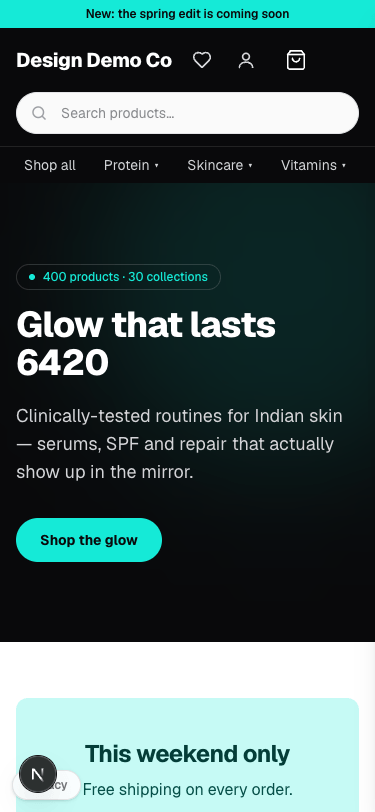 New: the spring edit is coming soon
Design Demo Co
Search products...
Shop all Protein ▾ Skincare ▾ Vitamins ▾
400 products · 30 collections
Glow that lasts
6420
Clinically-tested routines for Indian skin
— serums, SPF and repair that actually
show up in the mirror.
Shop the glow
This weekend only
Free shipping on every order.
N